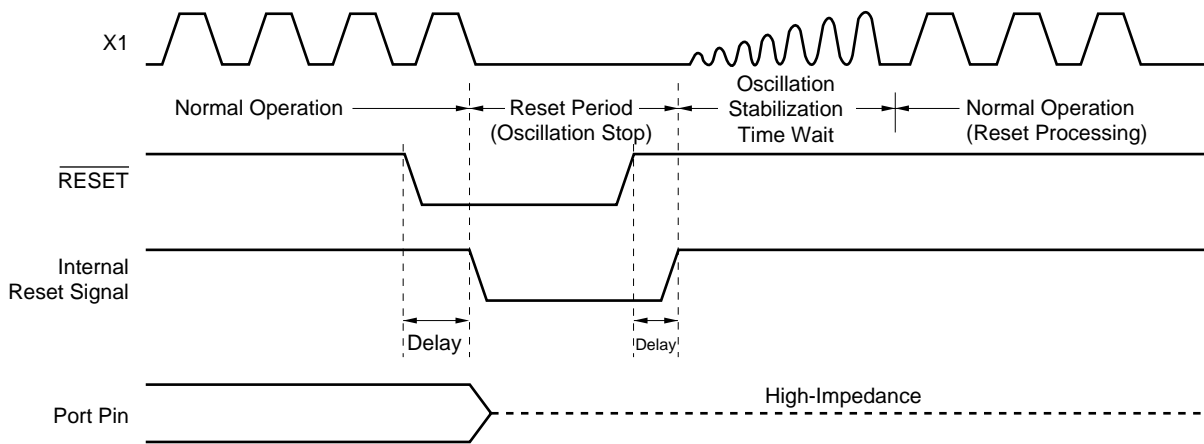 X1
Normal Operation
Reset Period
(Oscillation Stop)
Oscillation
Stabilization
Time Wait
Normal Operation
(Reset Processing)
RESET
Internal
Reset Signal
Delay
Delay
Port Pin
High-Impedance